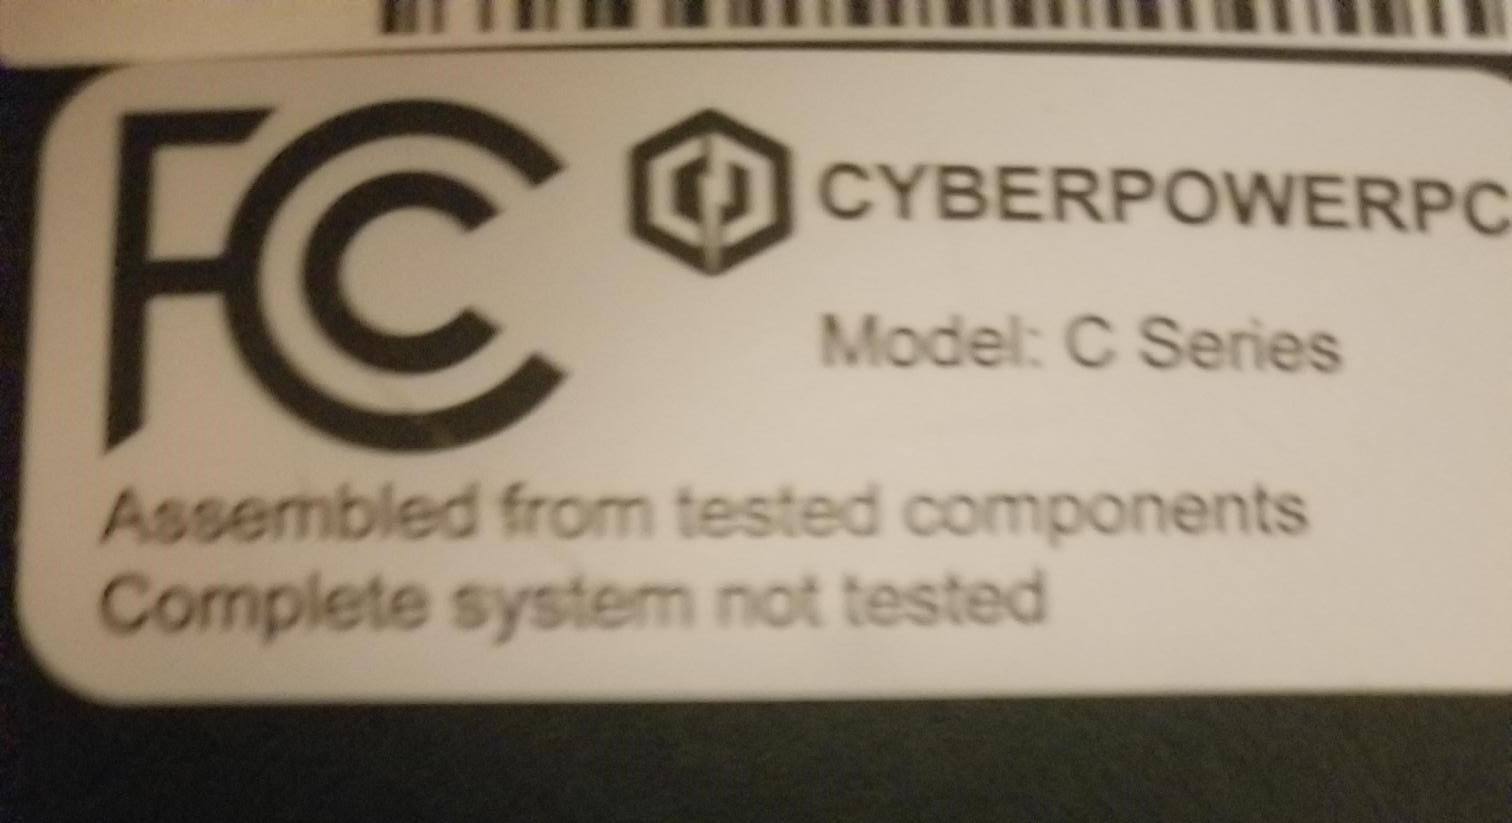 FCC
CYBERPOWERPC
Model: C Series
Assembled from tested components
Complete system not tested